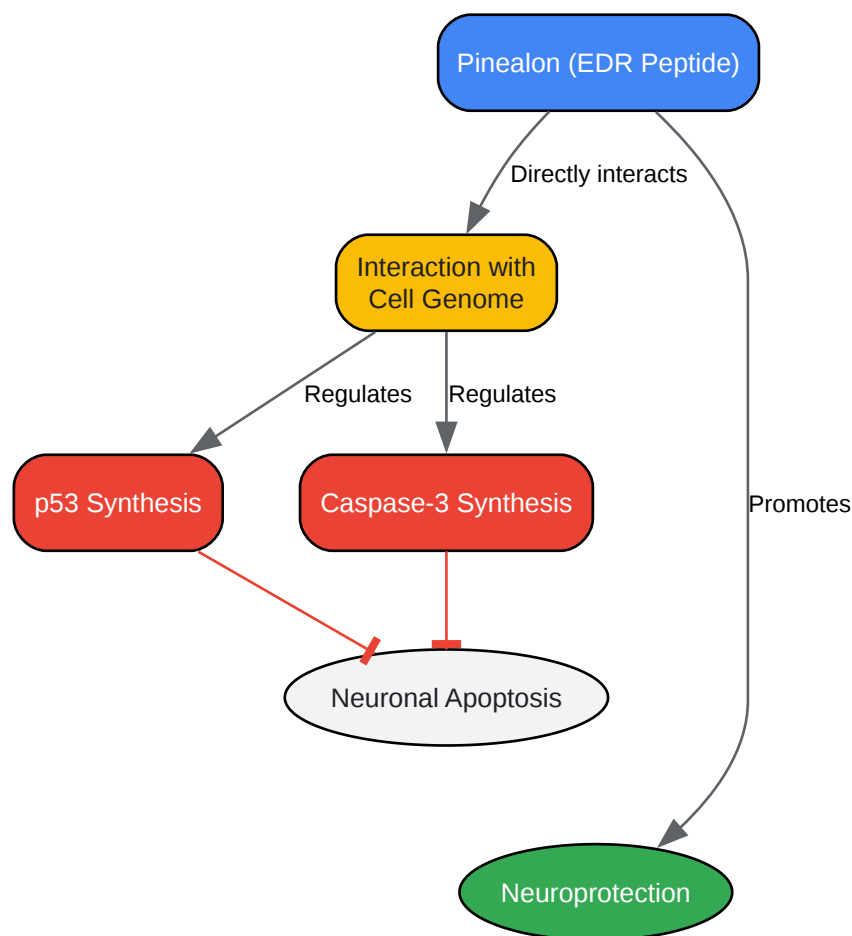 Pinealon (EDR Peptide)
Directly interacts
Interaction with
Cell Genome
Regulates
Regulates
p53 Synthesis
Caspase-3 Synthesis
Promotes
Neuronal Apoptosis
Neuroprotection